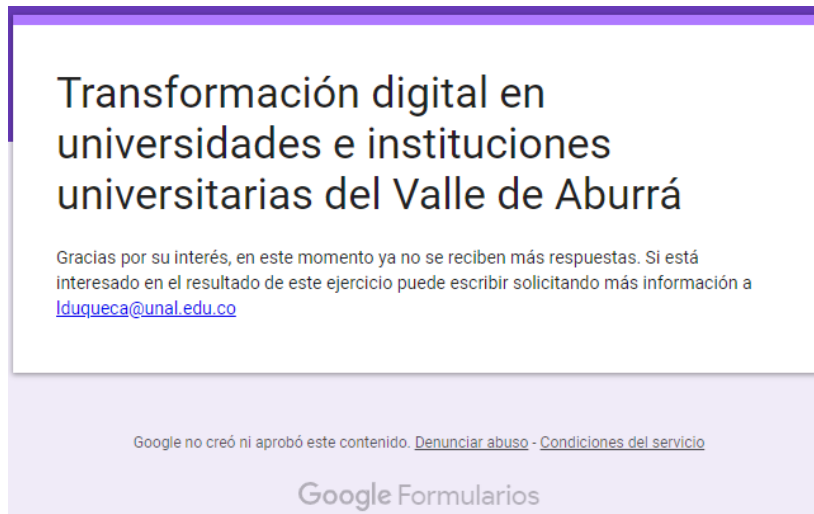 Transformación digital en
universidades e instituciones
universitarias del Valle de Aburrá
Gracias por su interés, en este momento ya no se reciben más respuestas. Si está
interesado en el resultado de este ejercicio puede escribir solicitando más información a
lduqueca@unal.edu.co
Google no creó ni aprobó este contenido. Denunciar abuso - Condiciones del servicio
Google Formularios